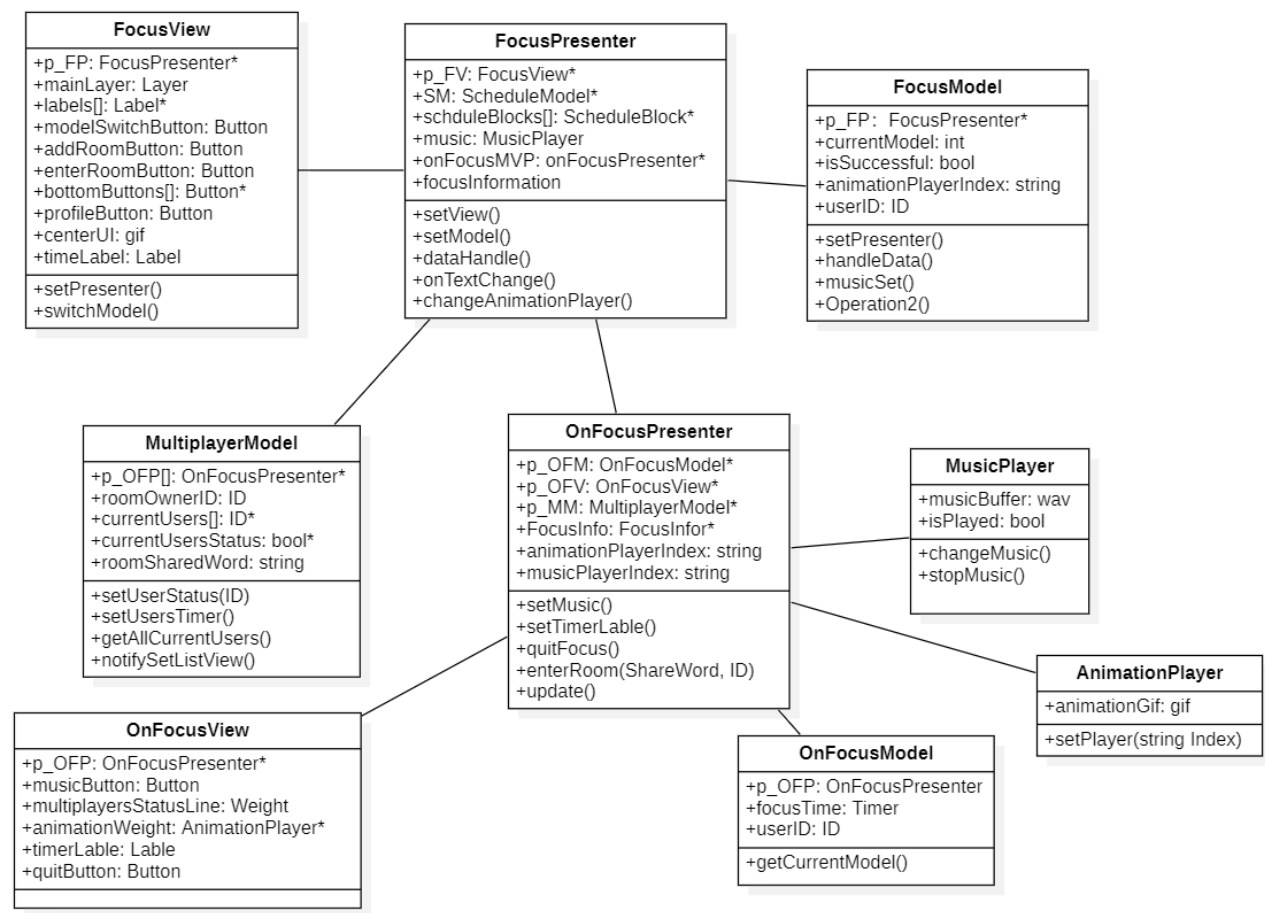 FocusView
+p_FP: FocusPresenter*
+mainLayer: Layer
+labels[]: Label*
+modelSwitchButton: Button
+addRoomButton: Button
+enterRoomButton: Button
+bottomButtons[]: Button*
+profileButton: Button
+centerUI: gif
+timeLabel: Label
+setPresenter()
+switchModel()
FocusPresenter
+p_FV: FocusView*
+SM: ScheduleModel*
+schduleBlocks[]: ScheduleBlock*
+music: MusicPlayer
+onFocusMVP: onFocusPresenter*
+focusInformation
+setView()
+setModel()
+dataHandle()
+onTextChange()
+changeAnimationPlayer()
FocusModel
+p_FP： FocusPresenter*
+currentModel: int
+isSuccessful: bool
+animationPlayerIndex: string
+userID: ID
+setPresenter()
+handleData()
+musicSet()
+Operation2()
MultiplayerModel
+p_OFP[]: OnFocusPresenter*
+roomOwnerID: ID
+currentUsers[]: ID*
+currentUsersStatus: bool*
+roomSharedWord: string
+setUserStatus(ID)
+setUsersTimer()
+getAllCurrentUsers()
+notifySetListView()
OnFocusPresenter
+p_OFM: OnFocusModel*
+p_OFV: OnFocusView*
+p_MM: MultiplayerModel*
+FocusInfo: FocusInfor*
+animationPlayerIndex: string
+musicPlayerIndex: string
+setMusic()
+setTimerLable()
+quitFocus()
+enterRoom(ShareWord, ID)
+update()
MusicPlayer
+musicBuffer: wav
+isPlayed: bool
+changeMusic()
+stopMusic()
AnimationPlayer
+animationGif: gif
+setPlayer(string Index)
OnFocusView
+p_OFP: OnFocusPresenter*
+musicButton: Button
+multiplayersStatusLine: Weight
+animationWeight: AnimationPlayer*
+timerLable: Lable
+quitButton: Button
OnFocusModel
+p_OFP: OnFocusPresenter
+focusTime: Timer
+userID: ID
+getCurrentModel()